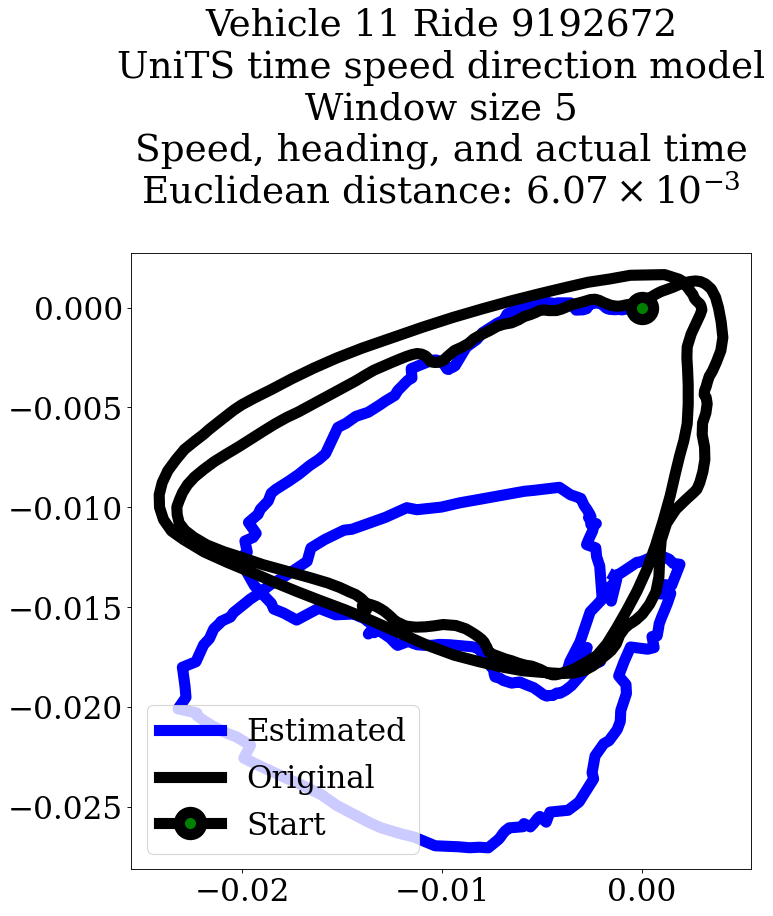 Vehicle 11 Ride 9192672
UniTS time speed direction model
Window size 5
Speed, heading, and actual time
Euclidean distance: 6.07 × 10⁻³
0.000
−0.005
−0.010
−0.015
−0.020
−0.025
Estimated
Original
Start
−0.02 −0.01 0.00